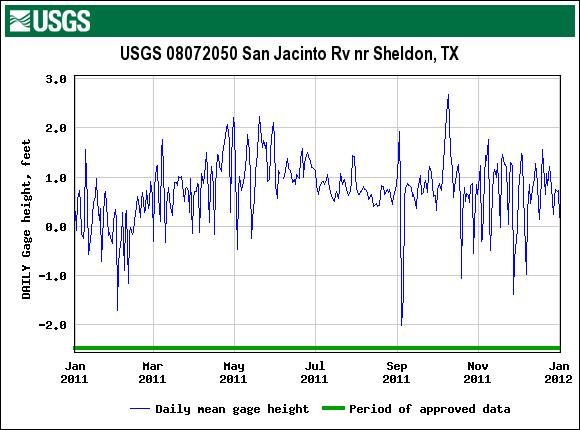 USGS
USGS 08072050 San Jacinto Rv nr Sheldon, TX
DAILY Gage height, feet
3.0
2.0
1.0
0.0
-1.0
-2.0
Jan 2011
Mar 2011
May 2011
Jul 2011
Sep 2011
Nov 2011
Jan 2012
Daily mean gage height
Period of approved data